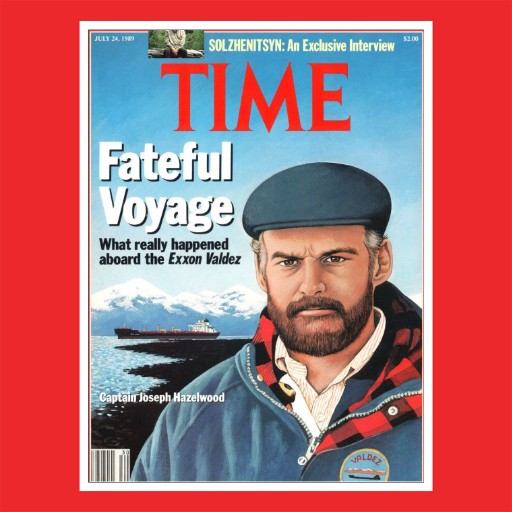 JULY 24, 1989
SOLZHENITSYN: An Exclusive Interview
$2.00
TIME
Fateful
Voyage
What really happened
aboard the Exxon Valdez
Captain Joseph Hazelwood
VALDEZ